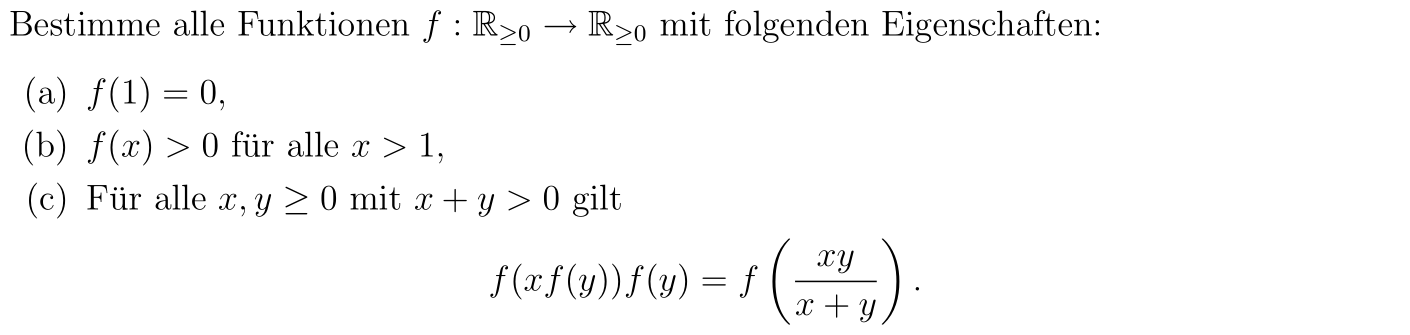 Bestimme alle Funktionen f : ℝ≥0 → ℝ≥0 mit folgenden Eigenschaften:
(a) f(1) = 0,
(b) f(x) > 0 für alle x > 1,
(c) Für alle x, y ≥ 0 mit x + y > 0 gilt
f(xf(y))f(y) = f(xy / (x + y)).